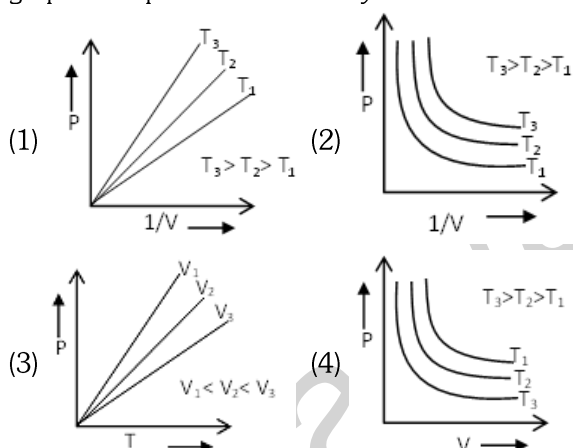 (1)
P
T₃
T₂
T₁
T₃ > T₂ > T₁
1/V
(2)
P
T₃>T₂>T₁
T₃
T₂
T₁
1/V
(3)
P
V₁
V₂
V₃
V₁< V₂< V₃
T
(4)
P
T₃>T₂>T₁
T₁
T₂
T₃
V